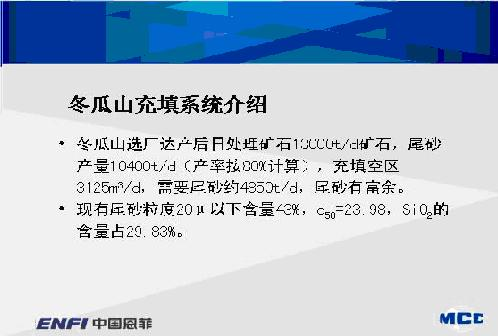 冬瓜山充填系统介绍
• 冬瓜山选厂达产后日处理矿石13000t/d矿石，尾砂
产量10400t/d（产率按80%计算），充填空区
3125m³/d，需要尾砂约4850t/d，尾砂有富余。
• 现有尾砂粒度20μ以下含量43%，c50=23.98，SiO2的
含量占29.83%。
ENFI 中国恩菲
MCC